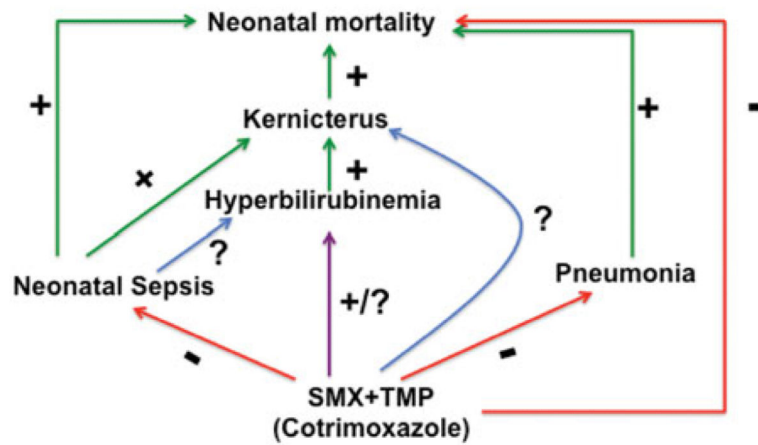 Neonatal mortality
+
+
-
Kernicterus
+
×
+
Hyperbilirubinemia
?
?
Neonatal Sepsis
Pneumonia
+/?
-
-
SMX+TMP
(Cotrimoxazole)